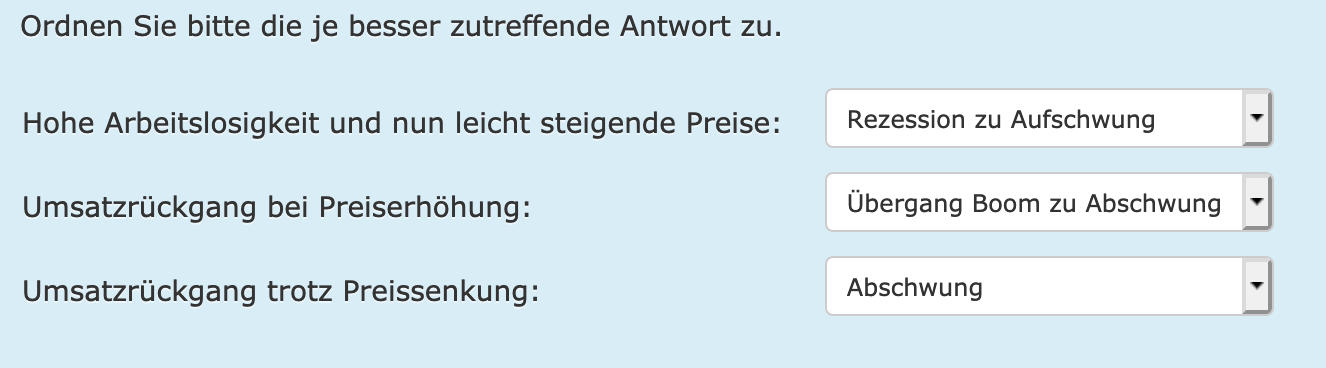 Ordnen Sie bitte die je besser zutreffende Antwort zu.
Hohe Arbeitslosigkeit und nun leicht steigende Preise: Rezession zu Aufschwung
Umsatzrückgang bei Preiserhöhung: Übergang Boom zu Abschwung
Umsatzrückgang trotz Preissenkung: Abschwung